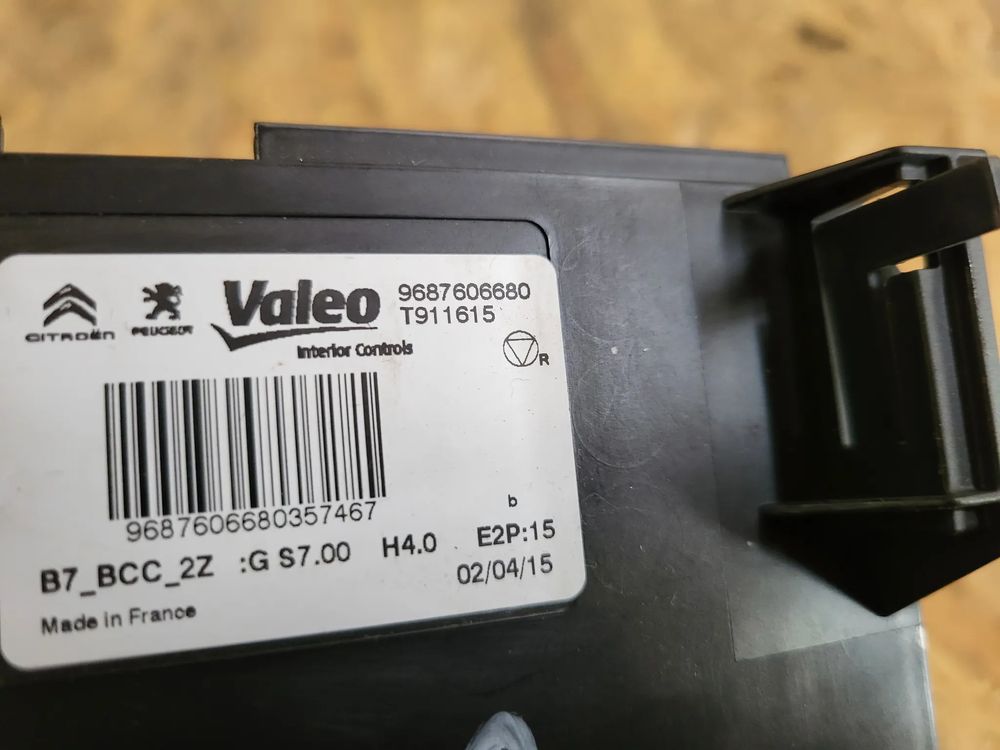 CITROËN
PEUGEOT
Valeo
Interior Controls
9687606680
T911615
R
9687606680357467
b
B7_BCC_2Z :G S7.00 H4.0 E2P:15
02/04/15
Made in France